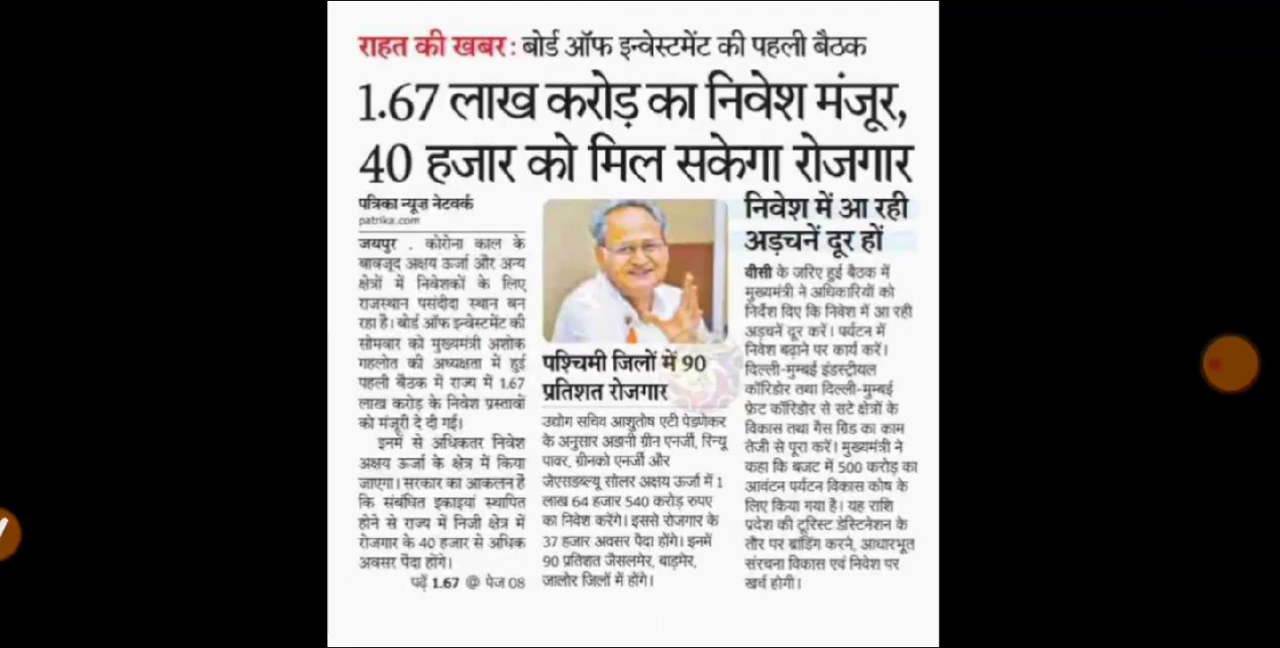 राहत की खबर: बोर्ड ऑफ इन्वेस्टमेंट की पहली बैठक
1.67 लाख करोड़ का निवेश मंजूर,
40 हजार को मिल सकेगा रोजगार
पत्रिका न्यूज़ नेटवर्क
patrika.com
जयपुर . कोरोना काल के
बावजूद अक्षय ऊर्जा और अन्य
क्षेत्रों में निवेशकों के लिए
राजस्थान पसंदीदा स्थान बन
रहा है। बोर्ड ऑफ इन्वेस्टमेंट की
सोमवार को मुख्यमंत्री अशोक
गहलोत की अध्यक्षता में हुई
पहली बैठक में राज्य में 1.67
लाख करोड़ के निवेश प्रस्तावों
को मंजूरी दे दी गई।
इनमें से अधिकतर निवेश
अक्षय ऊर्जा के क्षेत्र में किया
जाएगा। सरकार का आकलन है
कि संबंधित इकाइयां स्थापित
होने से राज्य में निजी क्षेत्र में
रोजगार के 40 हजार से अधिक
अवसर पैदा होंगे।
पढ़ें 1.67 @ पेज 08
पश्चिमी जिलों में 90
प्रतिशत रोजगार
उद्योग सचिव आशुतोष एटी पेडणेकर
के अनुसार अडानी ग्रीन एनर्जी, रिन्यू
पावर, ग्रीनको एनर्जी और
जेएसडब्ल्यू सोलर अक्षय ऊर्जा में 1
लाख 64 हजार 540 करोड़ रुपए
का निवेश करेंगे। इससे रोजगार के
37 हजार अवसर पैदा होंगे। इनमें
90 प्रतिशत जैसलमेर, बाड़मेर,
जालोर जिलों में होंगे।
निवेश में आ रही
अड़चनें दूर हों
वीसी के जरिए हुई बैठक में
मुख्यमंत्री ने अधिकारियों को
निर्देश दिए कि निवेश में आ रही
अड़चनें दूर करें। पर्यटन में
निवेश बढ़ाने पर कार्य करें।
दिल्ली-मुम्बई इंडस्ट्रीयल
कॉरिडोर तथा दिल्ली-मुम्बई
फ्रेट कॉरिडोर से सटे क्षेत्रों के
विकास तथा गैस ग्रिड का काम
तेजी से पूरा करें। मुख्यमंत्री ने
कहा कि बजट में 500 करोड़ का
आवंटन पर्यटन विकास कोष के
लिए किया गया है। यह राशि
प्रदेश की टूरिस्ट डेस्टिनेशन के
तौर पर ब्रांडिंग करने, आधारभूत
संरचना विकास एवं निवेश पर
खर्च होगी।